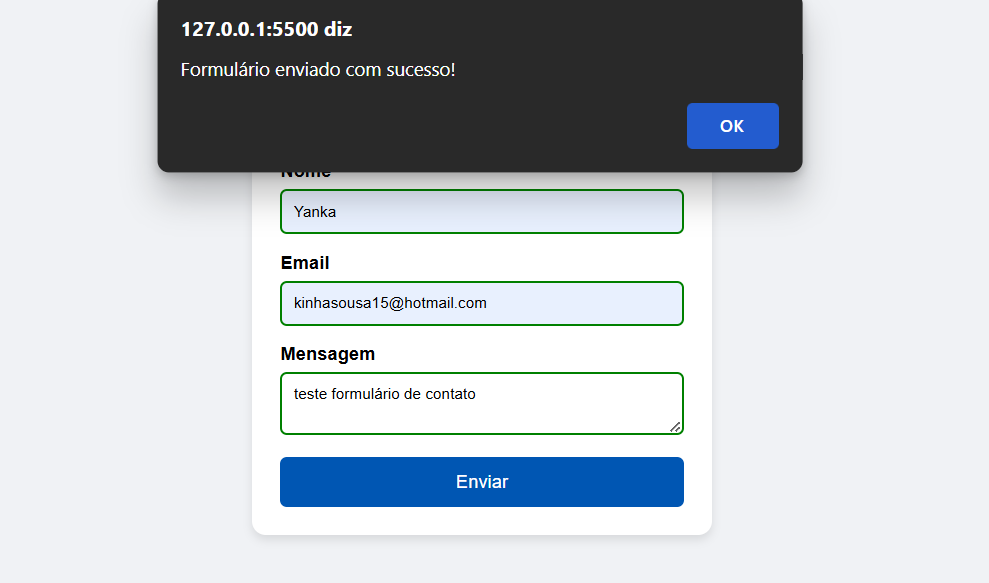 127.0.0.1:5500 diz
Formulário enviado com sucesso!
OK
Nome
Yanka
Email
kinhasousa15@hotmail.com
Mensagem
teste formulário de contato
Enviar